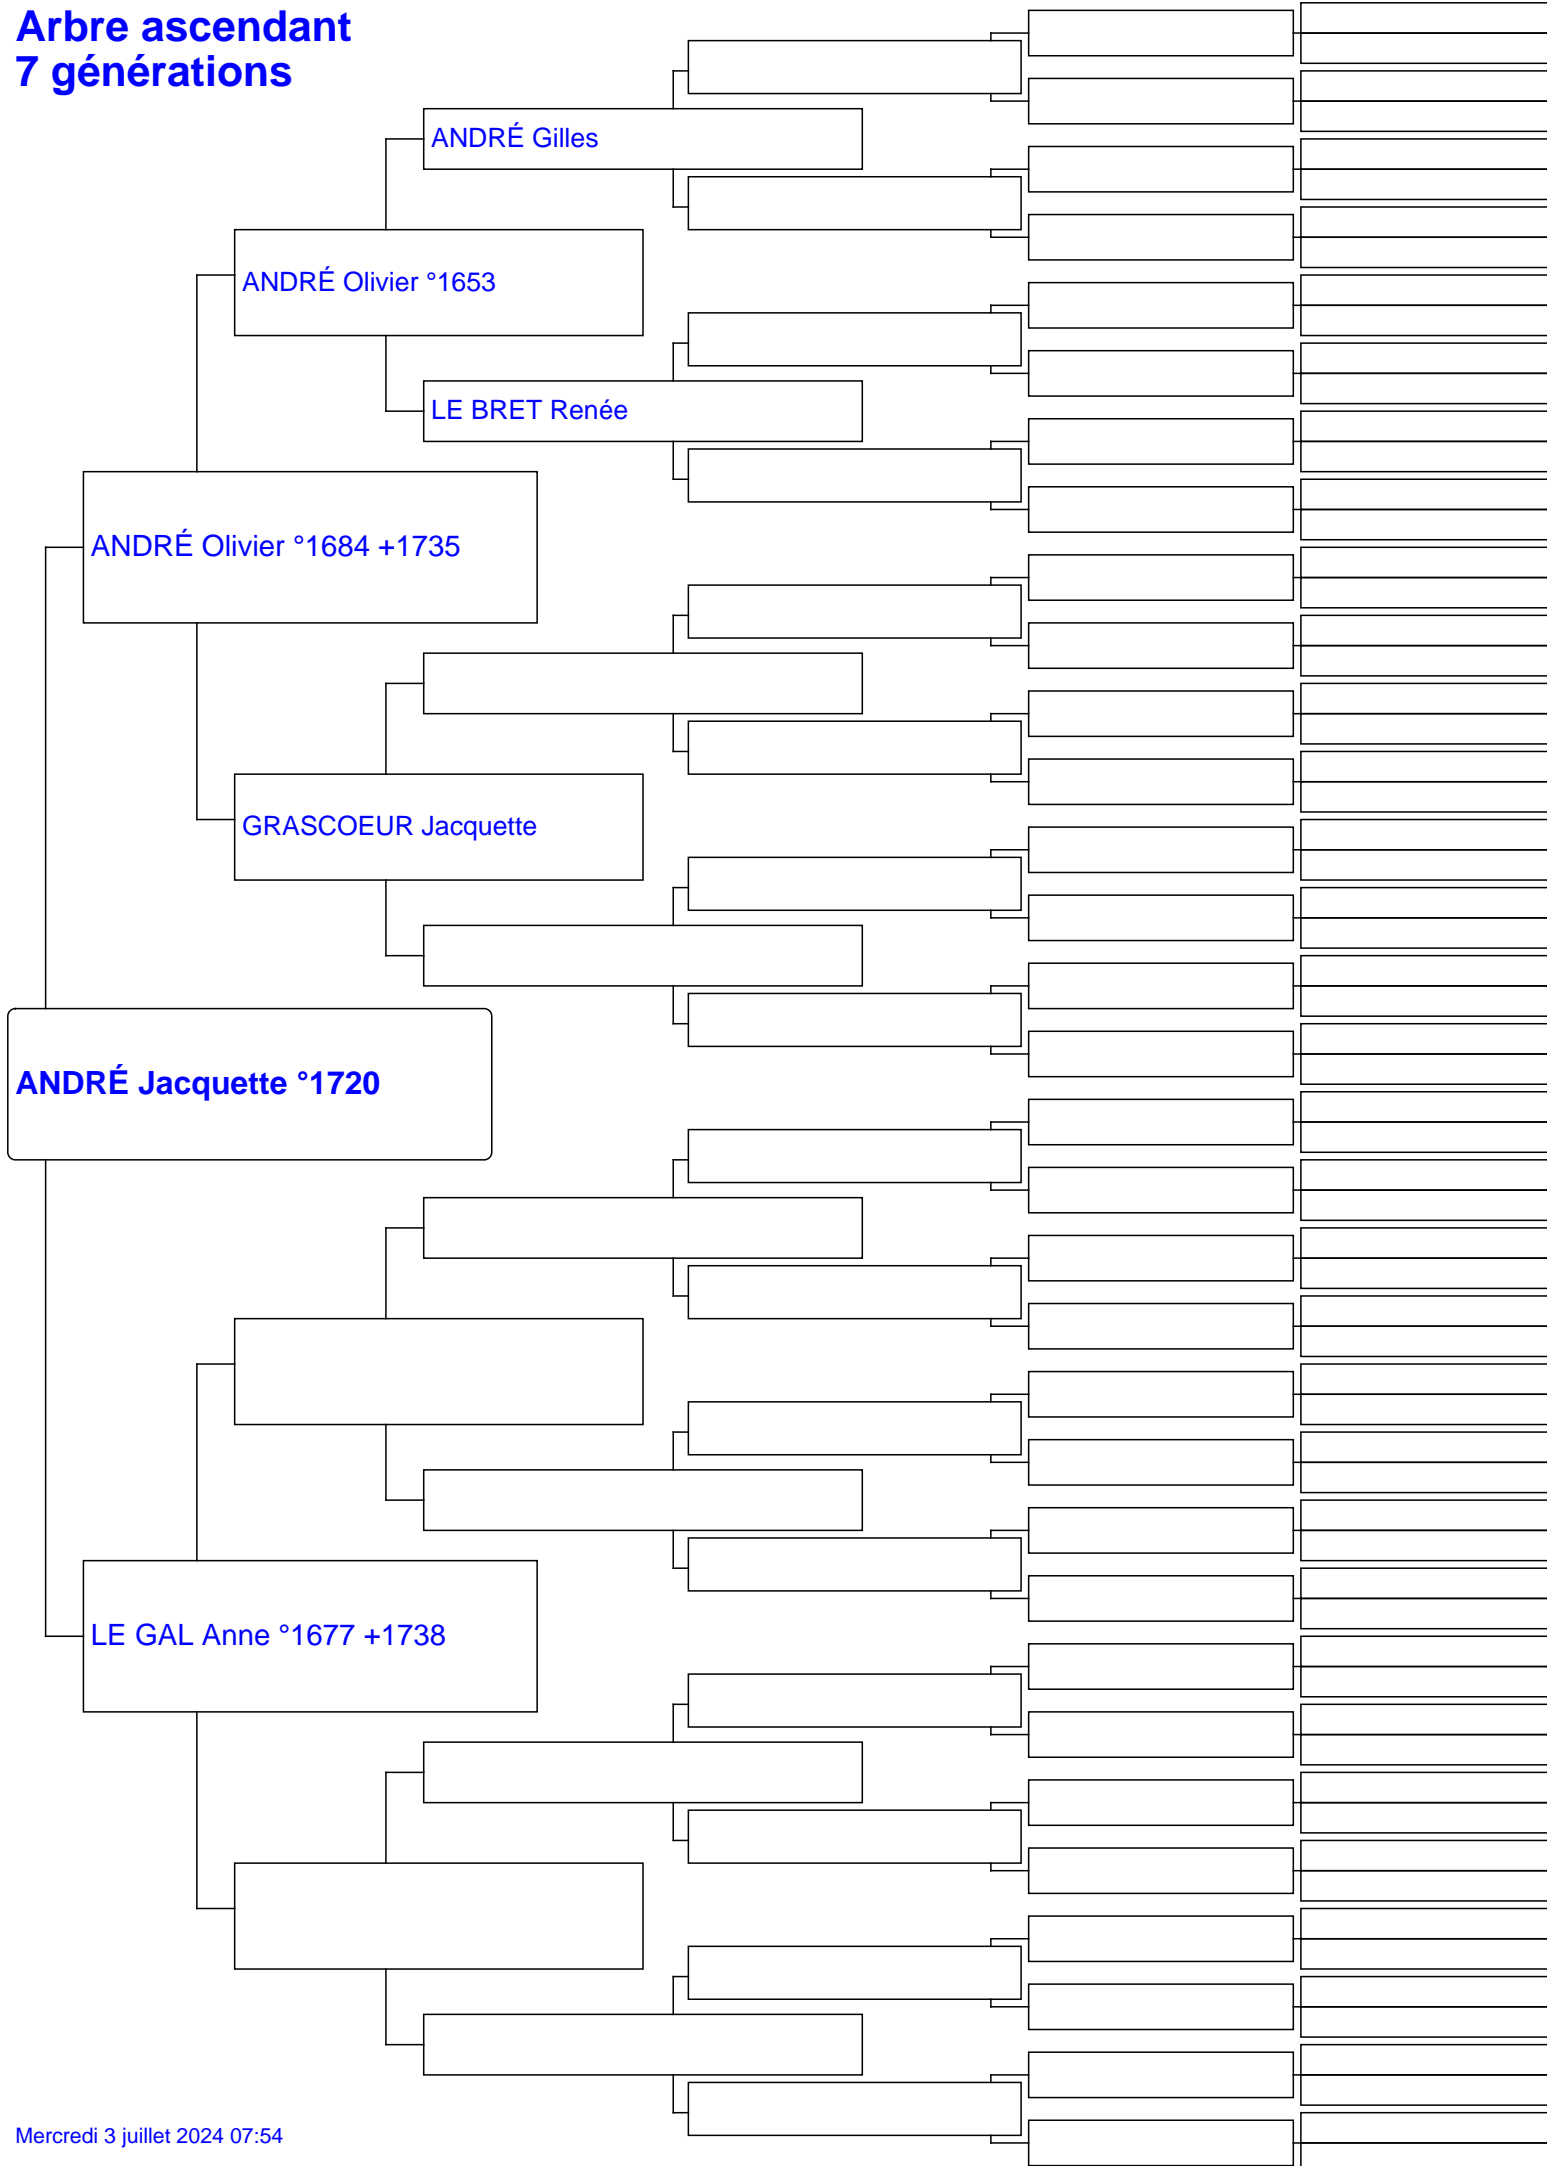 Arbre ascendant
7 générations
ANDRÉ Gilles
ANDRÉ Olivier °1653
LE BRET Renée
ANDRÉ Olivier °1684 +1735
GRASCOEUR Jacquette
ANDRÉ Jacquette °1720
LE GAL Anne °1677 +1738
Mercredi 3 juillet 2024 07:54